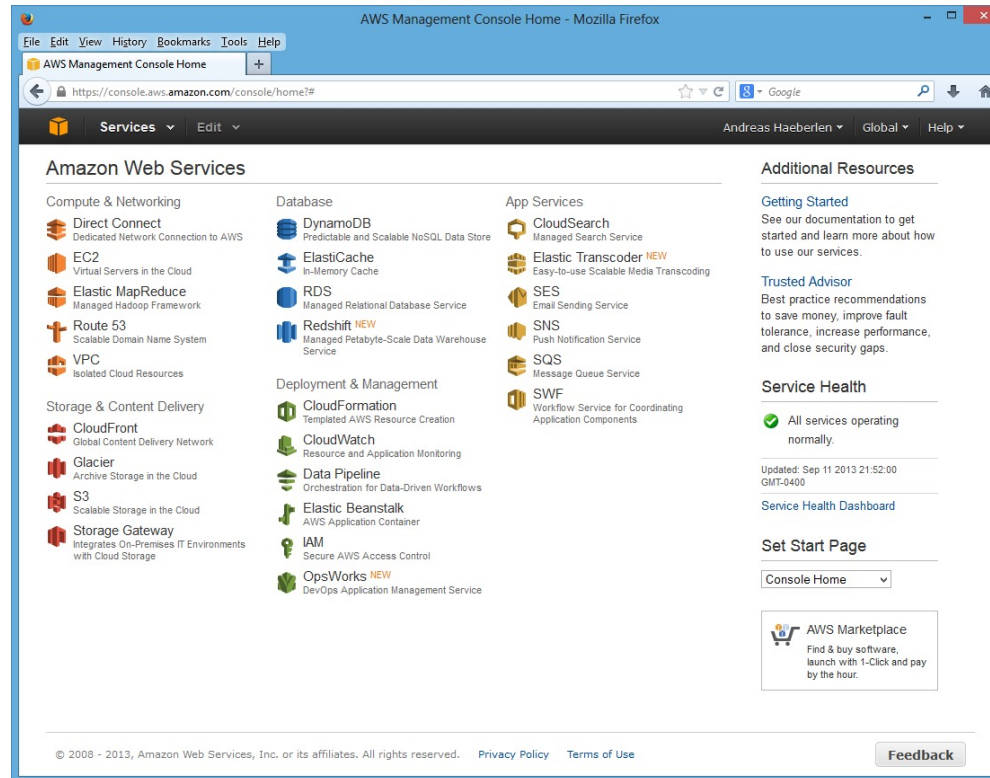 AWS Management Console Home - Mozilla Firefox
File Edit View History Bookmarks Tools Help
AWS Management Console Home
https://console.aws.amazon.com/console/home?#
Google
Services Edit Andreas Haeberlen Global Help
Amazon Web Services
Compute & Networking
Direct Connect
Dedicated Network Connection to AWS
EC2
Virtual Servers in the Cloud
Elastic MapReduce
Managed Hadoop Framework
Route 53
Scalable Domain Name System
VPC
Isolated Cloud Resources
Storage & Content Delivery
CloudFront
Global Content Delivery Network
Glacier
Archive Storage in the Cloud
S3
Scalable Storage in the Cloud
Storage Gateway
Integrates On-Premises IT Environments
with Cloud Storage
Database
DynamoDB
Predictable and Scalable NoSQL Data Store
ElastiCache
In-Memory Cache
RDS
Managed Relational Database Service
Redshift NEW
Managed Petabyte-Scale Data Warehouse
Service
Deployment & Management
CloudFormation
Templated AWS Resource Creation
CloudWatch
Resource and Application Monitoring
Data Pipeline
Orchestration for Data-Driven Workflows
Elastic Beanstalk
AWS Application Container
IAM
Secure AWS Access Control
OpsWorks NEW
DevOps Application Management Service
App Services
CloudSearch
Managed Search Service
Elastic Transcoder NEW
Easy-to-use Scalable Media Transcoding
SES
Email Sending Service
SNS
Push Notification Service
SQS
Message Queue Service
SWF
Workflow Service for Coordinating
Application Components
Additional Resources
Getting Started
See our documentation to get
started and learn more about how
to use our services.
Trusted Advisor
Best practice recommendations
to save money, improve fault
tolerance, increase performance,
and close security gaps.
Service Health
All services operating
normally.
Updated: Sep 11 2013 21:52:00
GMT-0400
Service Health Dashboard
Set Start Page
Console Home
AWS Marketplace
Find & buy software,
launch with 1-Click and pay
by the hour.
© 2008 - 2013, Amazon Web Services, Inc. or its affiliates. All rights reserved. Privacy Policy Terms of Use
Feedback